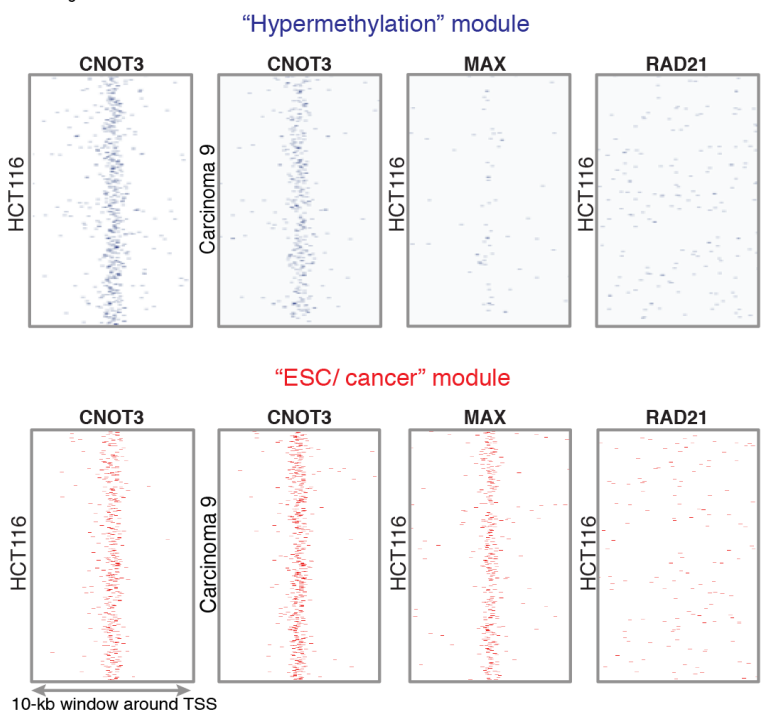 “Hypermethylation” module
CNOT3 CNOT3 MAX RAD21
HCT116 Carcinoma 9 HCT116 HCT116
“ESC/ cancer” module
CNOT3 CNOT3 MAX RAD21
HCT116 Carcinoma 9 HCT116 HCT116
10-kb window around TSS